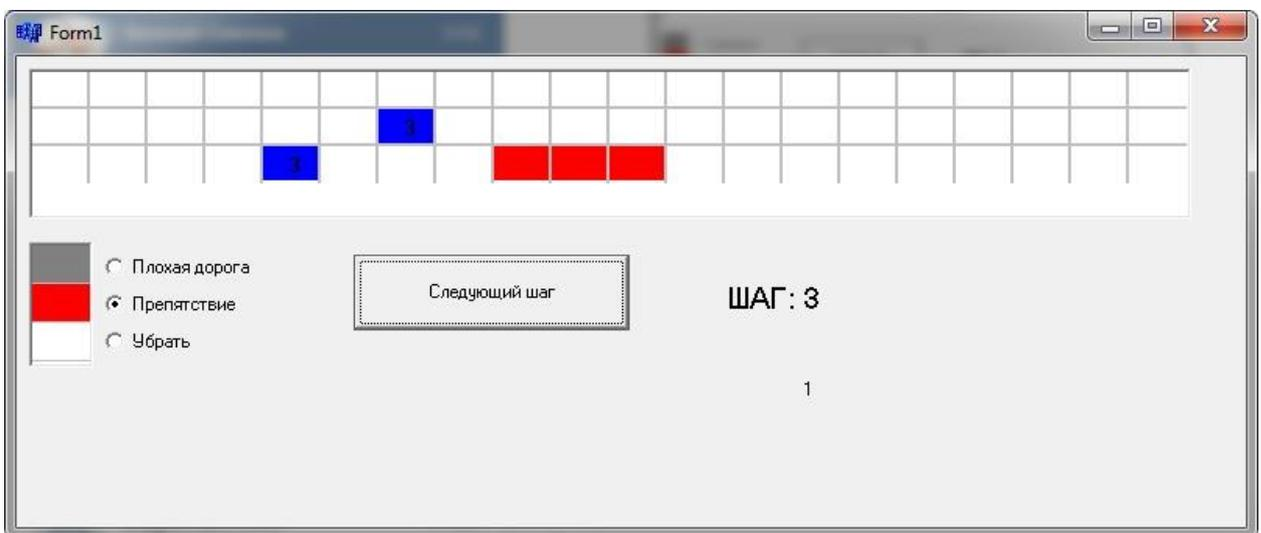 Form1
3
3
Плохая дорога
Препятствие
Убрать
Следующий шаг
ШАГ: 3
1